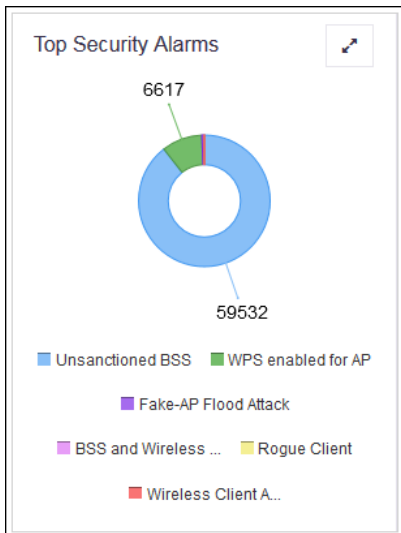 Top Security Alarms
6617
59532
Unsanctioned BSS WPS enabled for AP
Fake-AP Flood Attack
BSS and Wireless ... Rogue Client
Wireless Client A...